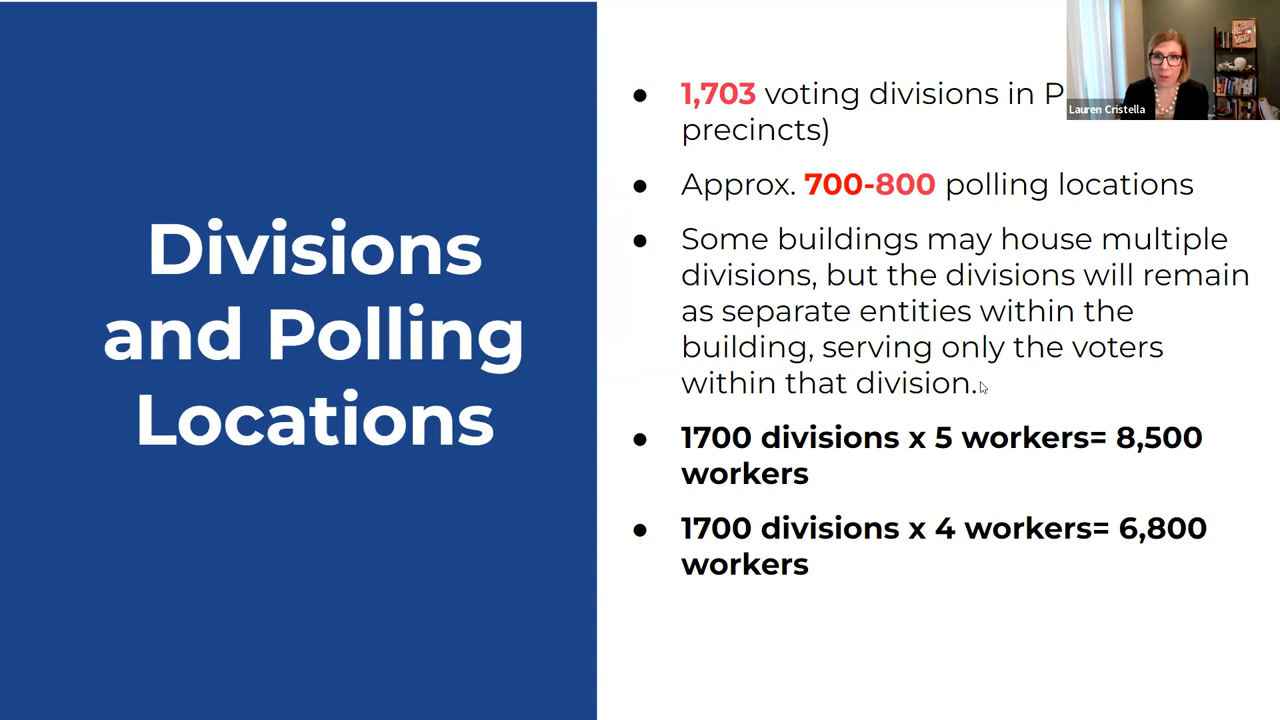 Divisions
and Polling
Locations
● 1,703 voting divisions in P
precincts)
● Approx. 700-800 polling locations
● Some buildings may house multiple
divisions, but the divisions will remain
as separate entities within the
building, serving only the voters
within that division.
● 1700 divisions x 5 workers= 8,500
workers
● 1700 divisions x 4 workers= 6,800
workers
Lauren Cristella